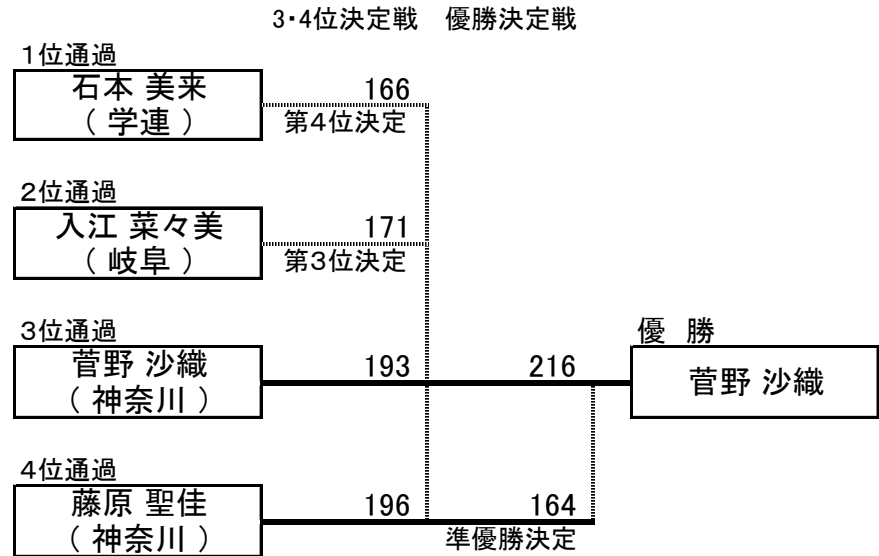 3・4位決定戦 優勝決定戦
1位通過
石本 美来
( 学連 )
166
第4位決定
2位通過
入江 菜々美
( 岐阜 )
171
第3位決定
3位通過
菅野 沙織
( 神奈川 )
193
216
優 勝
菅野 沙織
4位通過
藤原 聖佳
( 神奈川 )
196
164
準優勝決定